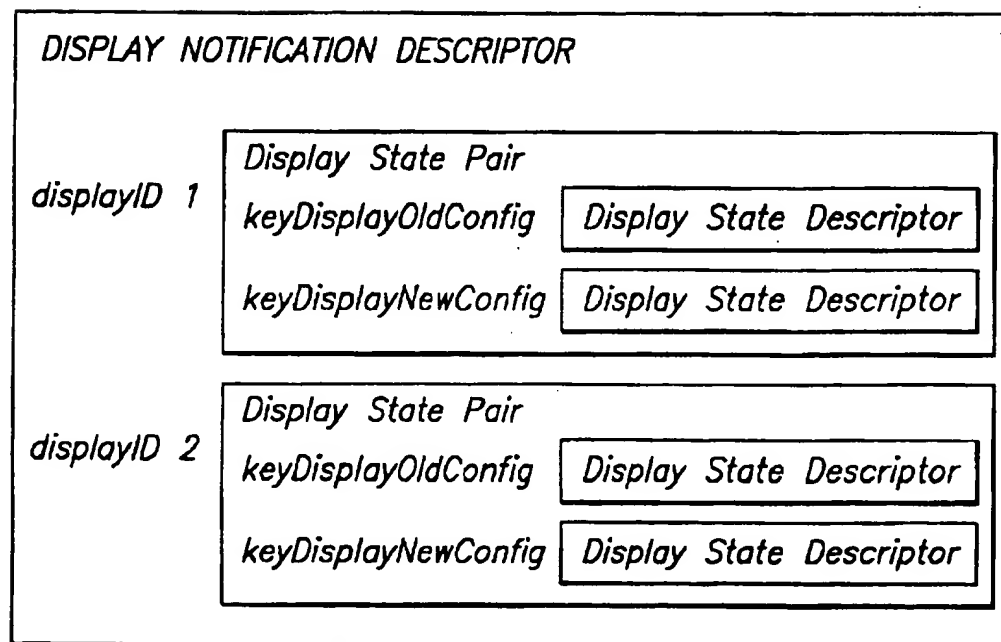 DISPLAY NOTIFICATION DESCRIPTOR
displayID 1
Display State Pair
keyDisplayOldConfig Display State Descriptor
keyDisplayNewConfig Display State Descriptor
displayID 2
Display State Pair
keyDisplayOldConfig Display State Descriptor
keyDisplayNewConfig Display State Descriptor